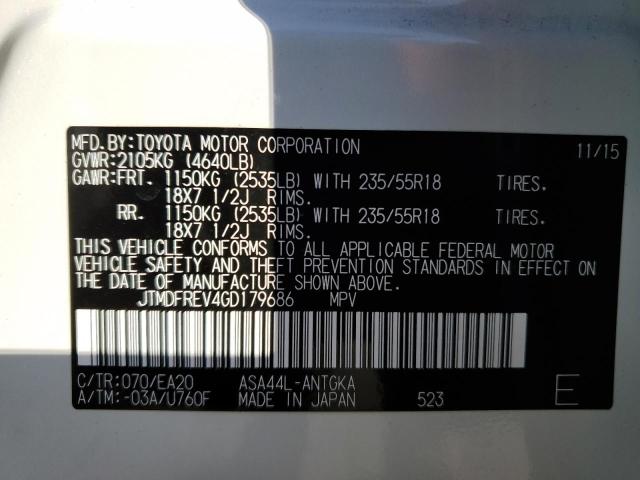 MFD.BY:TOYOTA MOTOR CORPORATION 11/15
GVWR:2105KG (4640LB)
GAWR:FRT. 1150KG (2535LB) WITH 235/55R18 TIRES.
18X7 1/2J RIMS.
RR. 1150KG (2535LB) WITH 235/55R18 TIRES.
18X7 1/2J RIMS.
THIS VEHICLE CONFORMS TO ALL APPLICABLE FEDERAL MOTOR
VEHICLE SAFETY AND THEFT PREVENTION STANDARDS IN EFFECT ON
THE DATE OF MANUFACTURE SHOWN ABOVE.
JTMDFREV4GD179686 MPV
C/TR:070/EA20 ASA44L-ANTGKA
A/TM:-03A/U760F MADE IN JAPAN 523 E